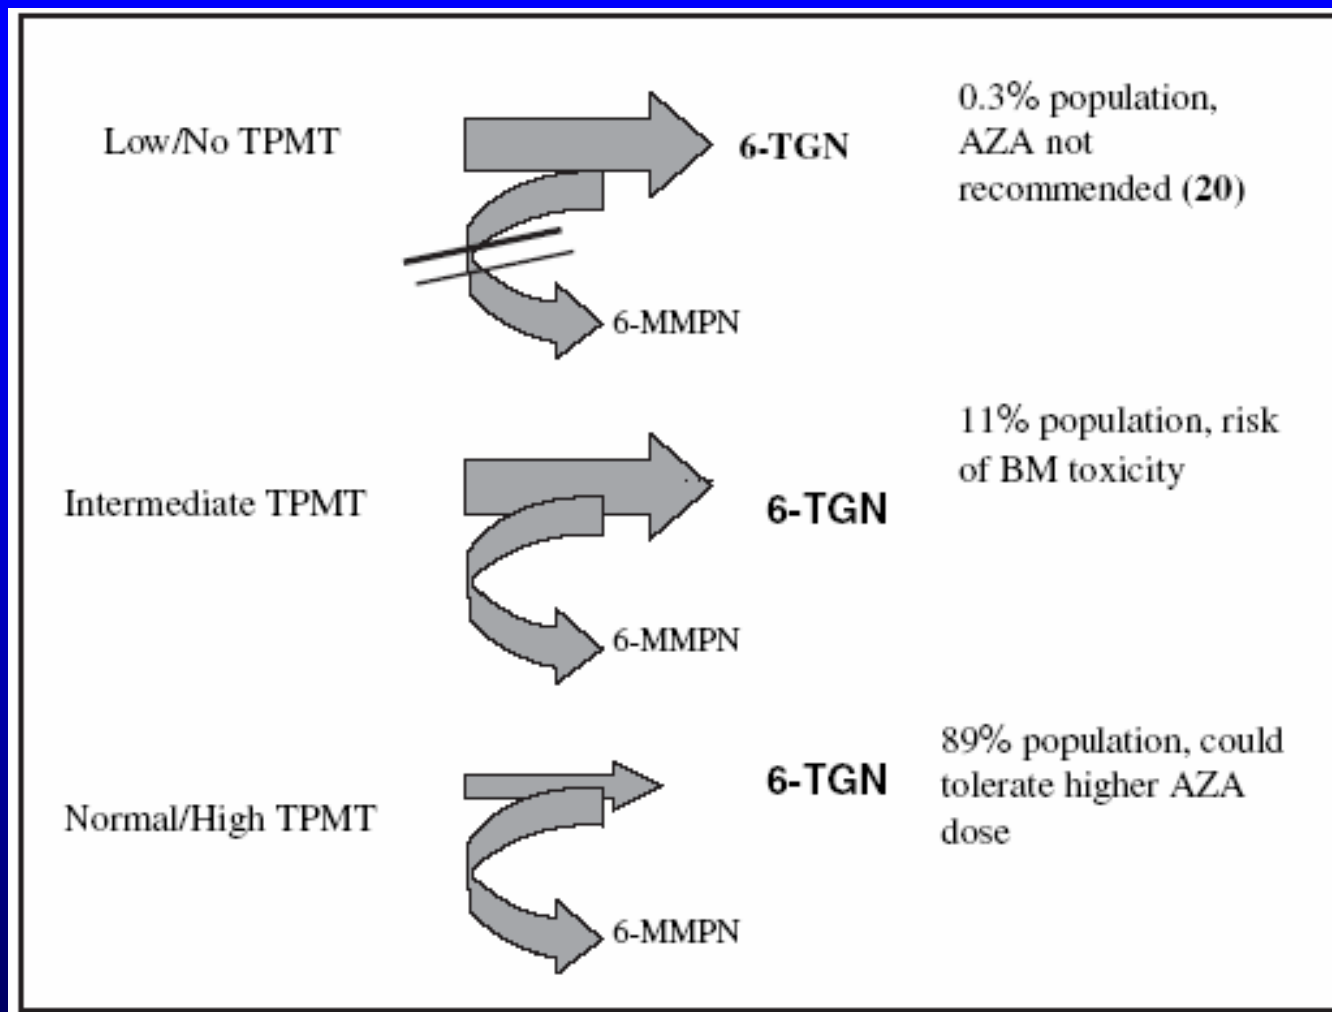 Low/No TPMT
6-TGN
0.3% population,
AZA not
recommended (20)
6-MMPN
Intermediate TPMT
6-TGN
11% population, risk
of BM toxicity
6-MMPN
Normal/High TPMT
6-TGN
89% population, could
tolerate higher AZA
dose
6-MMPN